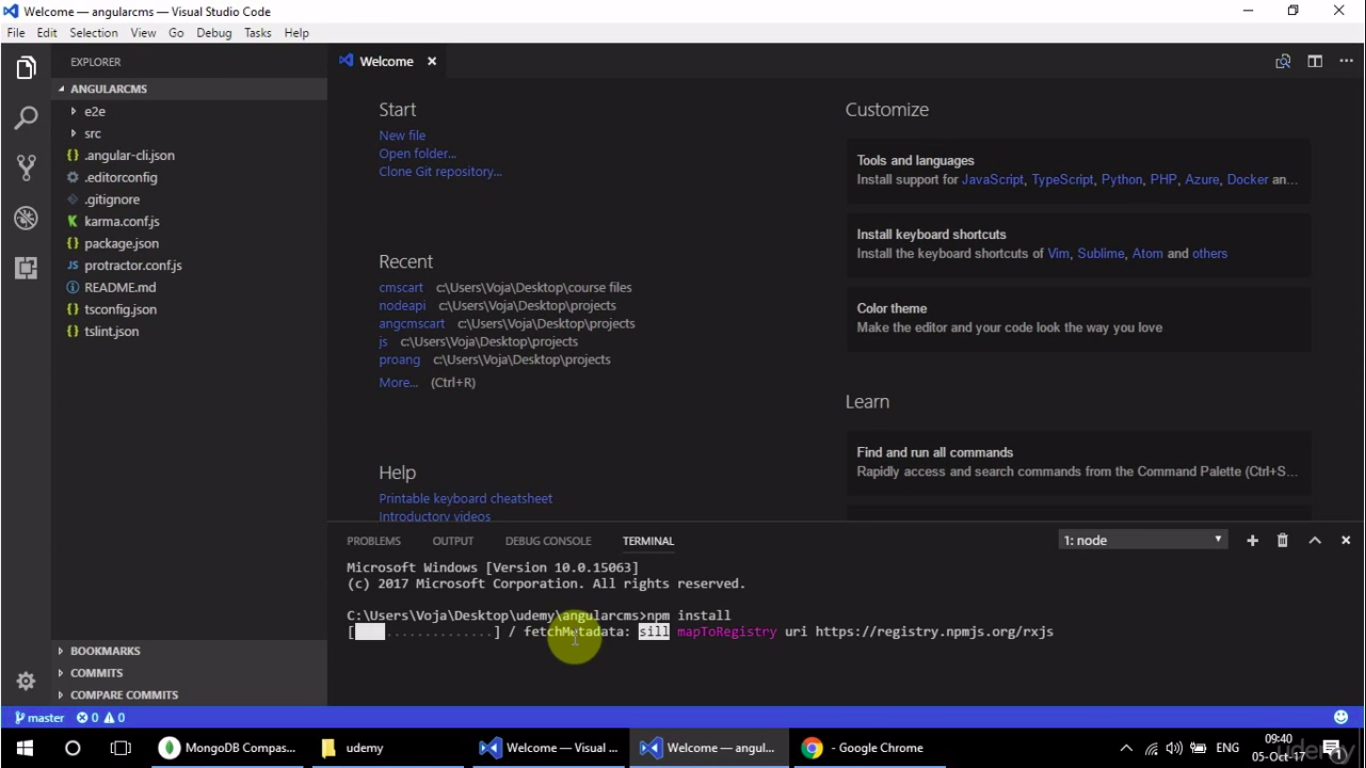 Welcome — angularcms — Visual Studio Code
File Edit Selection View Go Debug Tasks Help
EXPLORER
ANGULARCMS
e2e
src
{} .angular-cli.json
.editorconfig
.gitignore
karma.conf.js
{} package.json
JS protractor.conf.js
README.md
{} tsconfig.json
{} tslint.json
BOOKMARKS
COMMITS
COMPARE COMMITS
Welcome
Start
New file
Open folder...
Clone Git repository...
Recent
cmscart c:\Users\Voja\Desktop\course files
nodeapi c:\Users\Voja\Desktop\projects
angcmscart c:\Users\Voja\Desktop\projects
js c:\Users\Voja\Desktop\projects
proang c:\Users\Voja\Desktop\projects
More... (Ctrl+R)
Help
Printable keyboard cheatsheet
Introductory videos
Customize
Tools and languages
Install support for JavaScript, TypeScript, Python, PHP, Azure, Docker an...
Install keyboard shortcuts
Install the keyboard shortcuts of Vim, Sublime, Atom and others
Color theme
Make the editor and your code look the way you love
Learn
Find and run all commands
Rapidly access and search commands from the Command Palette (Ctrl+S...
PROBLEMS OUTPUT DEBUG CONSOLE TERMINAL 1: node
Microsoft Windows [Version 10.0.15063]
(c) 2017 Microsoft Corporation. All rights reserved.
C:\Users\Voja\Desktop\udemy\angularcms>npm install
[ ..............] / fetchMetadata: sill mapToRegistry uri https://registry.npmjs.org/rxjs
master 0 0
MongoDB Compas... udemy Welcome — Visual ... Welcome — angul... - Google Chrome ENG
09:40
05-Oct-17
udemy
1